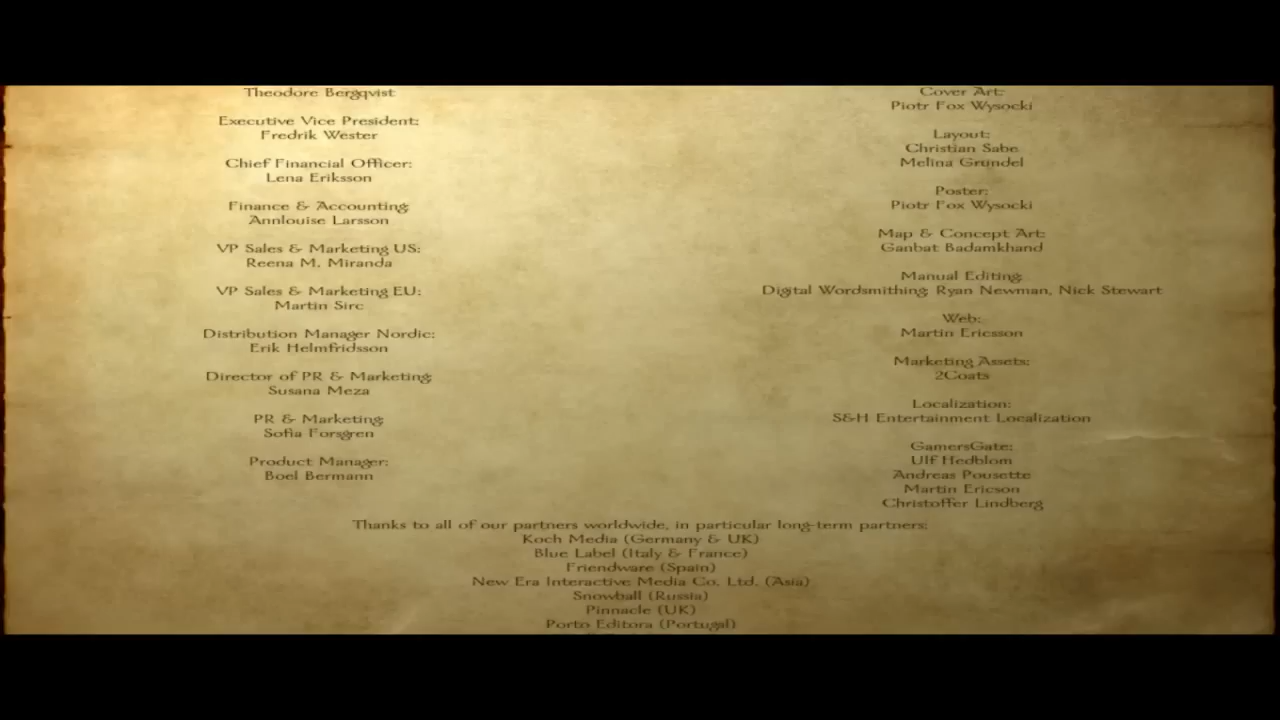 Theodore Bergqvist
Executive Vice President:
Fredrik Wester
Chief Financial Officer:
Lena Eriksson
Finance & Accounting:
Annlouise Larsson
VP Sales & Marketing US:
Reena M. Miranda
VP Sales & Marketing EU:
Martin Sirc
Distribution Manager Nordic:
Erik Helmfridsson
Director of PR & Marketing:
Susana Meza
PR & Marketing:
Sofia Forsgren
Product Manager:
Boel Bermann
Cover Art:
Piotr Fox Wysocki
Layout:
Christian Sabe
Melina Grundel
Poster:
Piotr Fox Wysocki
Map & Concept Art:
Ganbat Badamkhand
Manual Editing:
Digital Wordsmithing: Ryan Newman, Nick Stewart
Web:
Martin Ericsson
Marketing Assets:
2Coats
Localization:
S&H Entertainment Localization
GamersGate:
Ulf Hedblom
Andreas Pousette
Martin Ericson
Christoffer Lindberg
Thanks to all of our partners worldwide, in particular long-term partners:
Koch Media (Germany & UK)
Blue Label (Italy & France)
Friendware (Spain)
New Era Interactive Media Co. Ltd. (Asia)
Snowball (Russia)
Pinnacle (UK)
Porto Editora (Portugal)